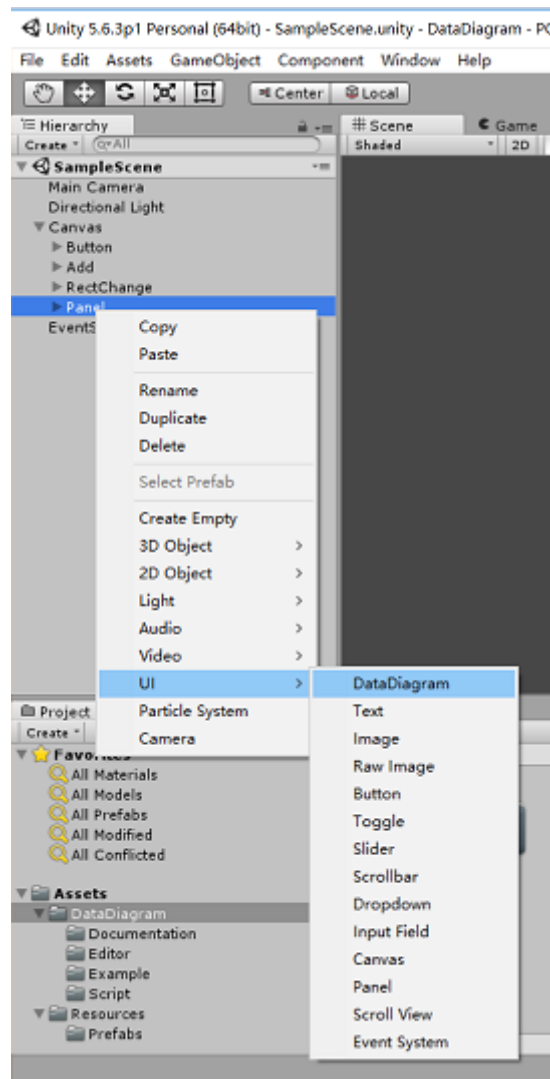 Unity 5.6.3p1 Personal (64bit) - SampleScene.unity - DataDiagram - PC
File Edit Assets GameObject Component Window Help
Center Local
Hierarchy
Create All
SampleScene
Main Camera
Directional Light
Canvas
Button
Add
RectChange
Panel
EventS
# Scene Game
Shaded 2D
Copy
Paste
Rename
Duplicate
Delete
Select Prefab
Create Empty
3D Object >
2D Object >
Light >
Audio >
Video >
UI >
Particle System
Camera
DataDiagram
Text
Image
Raw Image
Button
Toggle
Slider
Scrollbar
Dropdown
Input Field
Canvas
Panel
Scroll View
Event System
Project
Create
Favorites
All Materials
All Models
All Prefabs
All Modified
All Conflicted
Assets
DataDiagram
Documentation
Editor
Example
Script
Resources
Prefabs